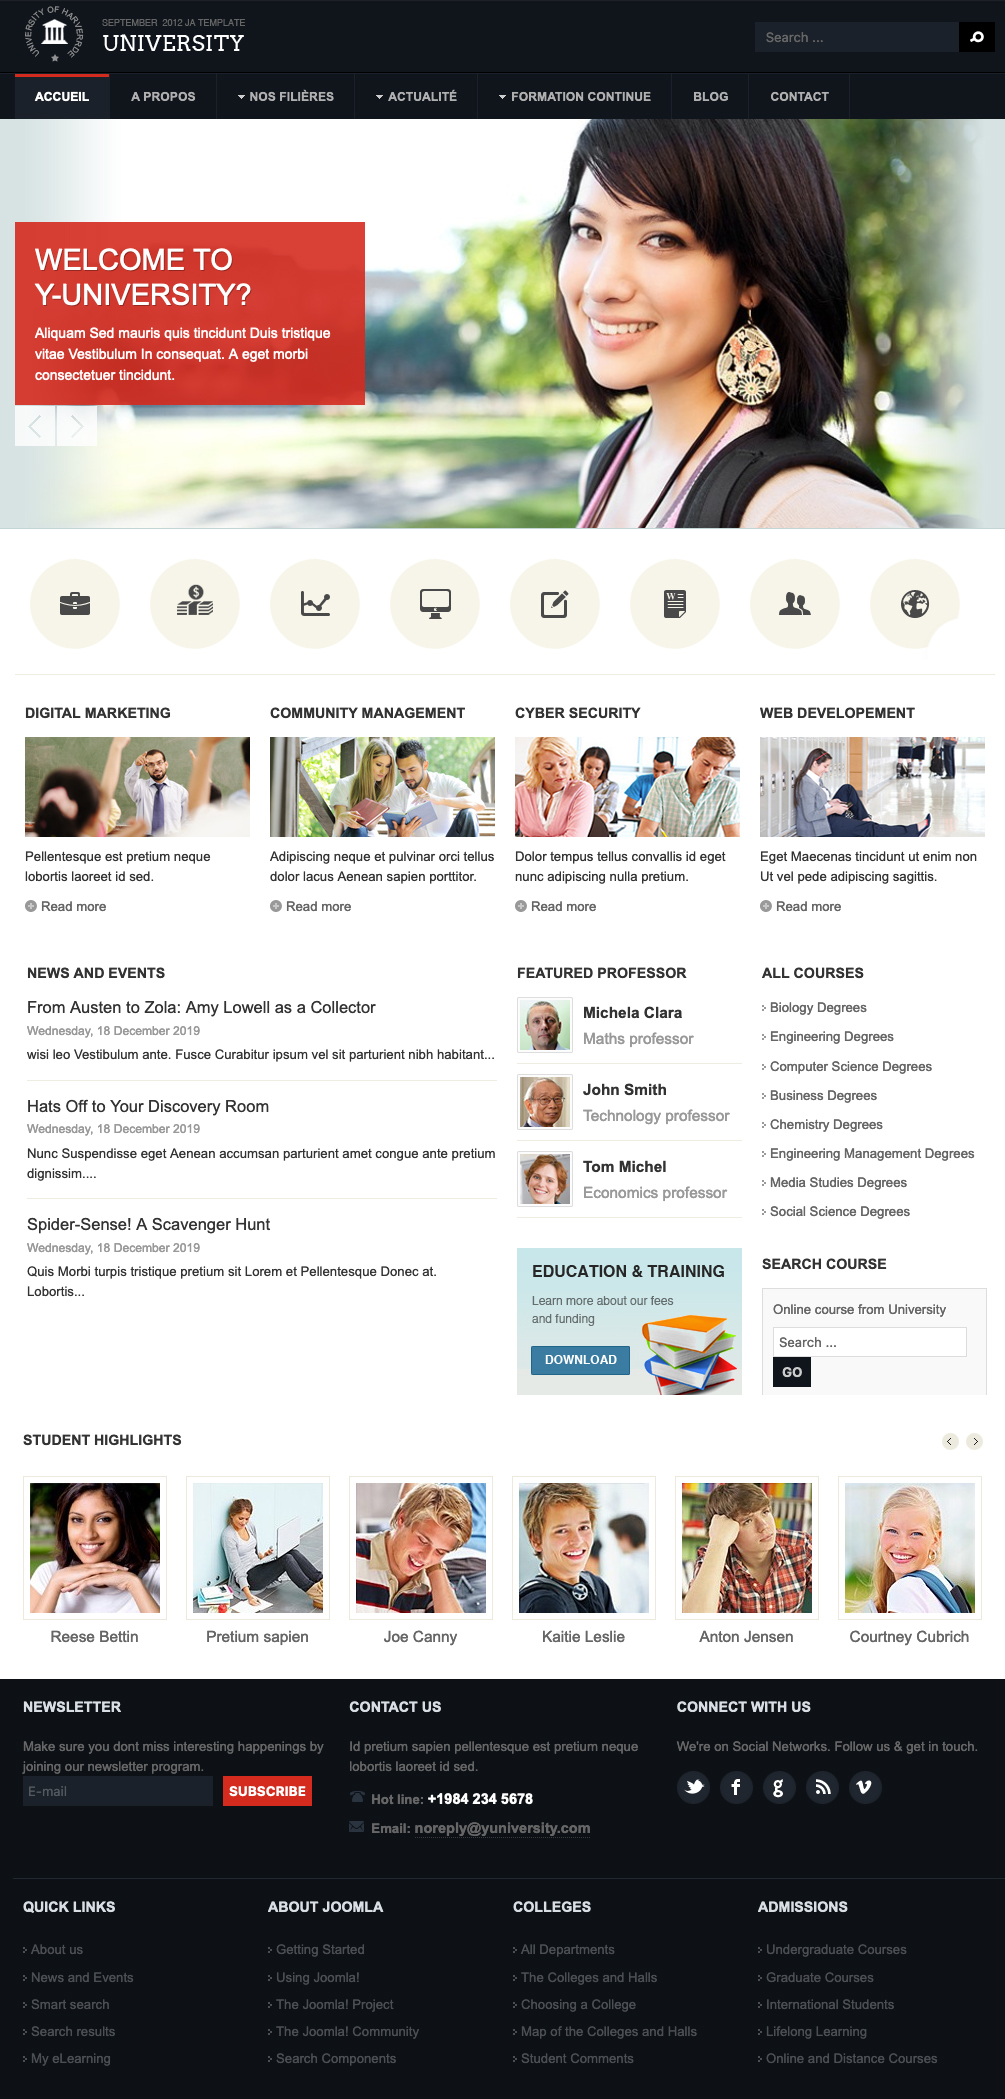 UNIVERSITY OF HARVERDE
SEPTEMBER 2012 JA TEMPLATE
UNIVERSITY
Search ...
ACCUEIL
A PROPOS
NOS FILIÈRES
ACTUALITÉ
FORMATION CONTINUE
BLOG
CONTACT
WELCOME TO
Y-UNIVERSITY?
Aliquam Sed mauris quis tincidunt Duis tristique
vitae Vestibulum In consequat. A eget morbi
consectetuer tincidunt.
DIGITAL MARKETING
Pellentesque est pretium neque
lobortis laoreet id sed.
Read more
COMMUNITY MANAGEMENT
Adipiscing neque et pulvinar orci tellus
dolor lacus Aenean sapien porttitor.
Read more
CYBER SECURITY
Dolor tempus tellus convallis id eget
nunc adipiscing nulla pretium.
Read more
WEB DEVELOPEMENT
Eget Maecenas tincidunt ut enim non
Ut vel pede adipiscing sagittis.
Read more
NEWS AND EVENTS
From Austen to Zola: Amy Lowell as a Collector
Wednesday, 18 December 2019
wisi leo Vestibulum ante. Fusce Curabitur ipsum vel sit parturient nibh habitant...
Hats Off to Your Discovery Room
Wednesday, 18 December 2019
Nunc Suspendisse eget Aenean accumsan parturient amet congue ante pretium
dignissim....
Spider-Sense! A Scavenger Hunt
Wednesday, 18 December 2019
Quis Morbi turpis tristique pretium sit Lorem et Pellentesque Donec at.
Lobortis...
FEATURED PROFESSOR
Michela Clara
Maths professor
John Smith
Technology professor
Tom Michel
Economics professor
EDUCATION & TRAINING
Learn more about our fees
and funding
DOWNLOAD
ALL COURSES
Biology Degrees
Engineering Degrees
Computer Science Degrees
Business Degrees
Chemistry Degrees
Engineering Management Degrees
Media Studies Degrees
Social Science Degrees
SEARCH COURSE
Online course from University
Search ...
GO
STUDENT HIGHLIGHTS
Reese Bettin
Pretium sapien
Joe Canny
Kaitie Leslie
Anton Jensen
Courtney Cubrich
NEWSLETTER
Make sure you dont miss interesting happenings by
joining our newsletter program.
E-mail
SUBSCRIBE
CONTACT US
Id pretium sapien pellentesque est pretium neque
lobortis laoreet id sed.
Hot line: +1984 234 5678
Email: noreply@yuniversity.com
CONNECT WITH US
We're on Social Networks. Follow us & get in touch.
QUICK LINKS
About us
News and Events
Smart search
Search results
My eLearning
ABOUT JOOMLA
Getting Started
Using Joomla!
The Joomla! Project
The Joomla! Community
Search Components
COLLEGES
All Departments
The Colleges and Halls
Choosing a College
Map of the Colleges and Halls
Student Comments
ADMISSIONS
Undergraduate Courses
Graduate Courses
International Students
Lifelong Learning
Online and Distance Courses